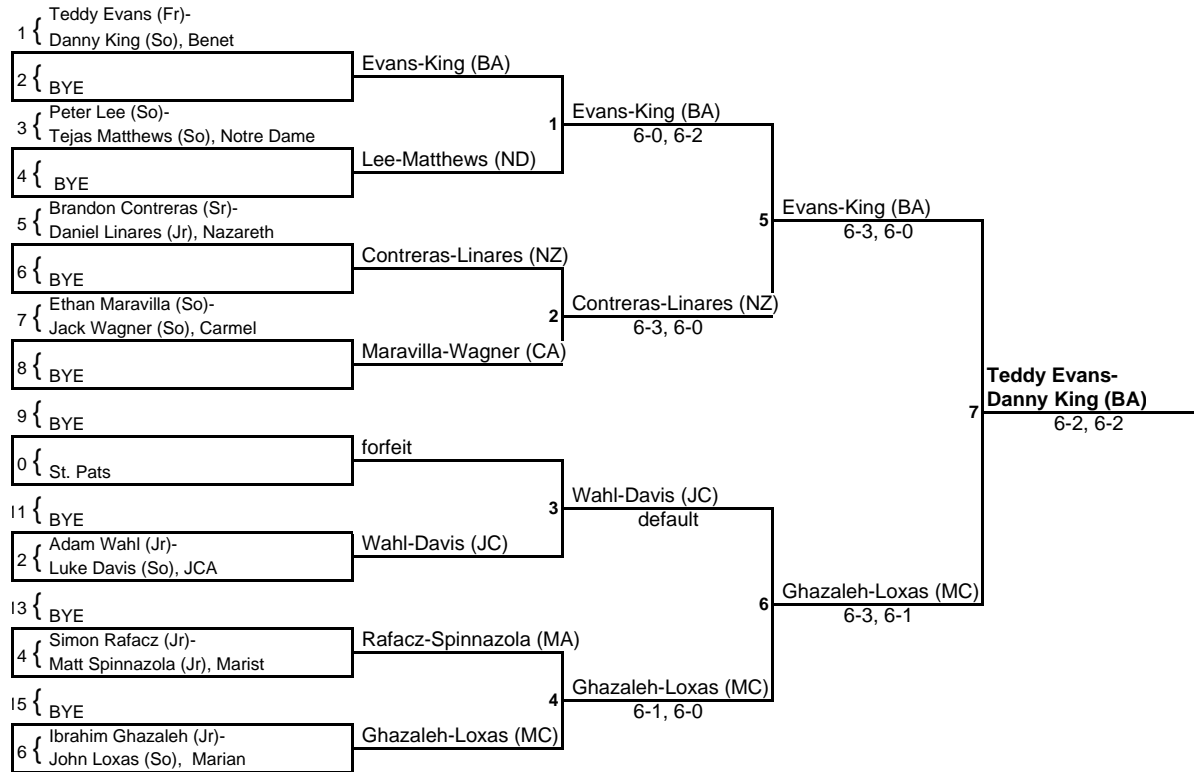 Teddy Evans (Fr)-
1 {
Danny King (So), Benet
Evans-King (BA)
2 { BYE
Peter Lee (So)-
3 {
Tejas Matthews (So), Notre Dame
1
Evans-King (BA)
6-0, 6-2
Lee-Matthews (ND)
4 { BYE
Brandon Contreras (Sr)-
5 {
Daniel Linares (Jr), Nazareth
5
Evans-King (BA)
6-3, 6-0
Contreras-Linares (NZ)
6 { BYE
Ethan Maravilla (So)-
7 {
Jack Wagner (So), Carmel
2
Contreras-Linares (NZ)
6-3, 6-0
Maravilla-Wagner (CA)
8 { BYE
Teddy Evans-
Danny King (BA)
7
6-2, 6-2
9 { BYE
forfeit
0 { St. Pats
3
Wahl-Davis (JC)
default
11 { BYE
Adam Wahl (Jr)-
2 {
Luke Davis (So), JCA
Wahl-Davis (JC)
13 { BYE
6
Ghazaleh-Loxas (MC)
6-3, 6-1
Simon Rafacz (Jr)-
4 {
Matt Spinnazola (Jr), Marist
Rafacz-Spinnazola (MA)
4
Ghazaleh-Loxas (MC)
6-1, 6-0
15 { BYE
Ibrahim Ghazaleh (Jr)-
6 {
John Loxas (So), Marian
Ghazaleh-Loxas (MC)